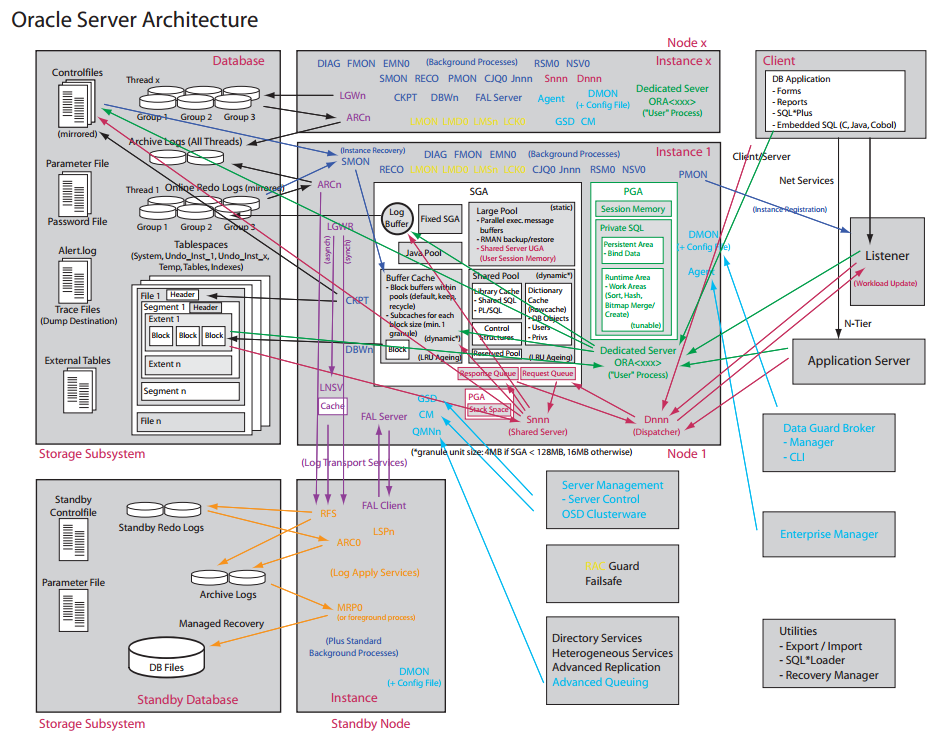 Oracle Server Architecture
Node x
Database
Controlfiles
(mirrored)
Thread x
Group 1 Group 2 Group 3
Archive Logs (All Threads)
Parameter File
Password File
Thread 1 Online Redo Logs (mirrored)
Group 1 Group 2 Group 3
Alert.log
Trace Files
(Dump Destination)
Tablespaces
(System, Undo_Inst_1, Undo_Inst_x,
Temp, Tables, Indexes)
File 1 Header
Segment 1 Header
Extent 1
Block Block Block
Extent n
Segment n
File n
External Tables
Storage Subsystem
Instance x
DIAG FMON EMN0 (Background Processes) RSM0 NSV0
SMON RECO PMON CJQ0 Jnnn Snnn Dnnn
LGWn
CKPT DBWn FAL Server
Agent
DMON
(+ Config File)
Dedicated Sever
ORA<xxx>
("User" Process)
ARCn
LMON LMD0 LMSn LCK0
GSD CM
Instance 1
(Instance Recovery)
SMON
DIAG FMON EMN0 (Background Processes)
RECO LMON LMD0 LMSn LCK0 CJQ0 Jnnn RSM0 NSV0
PMON
ARCn
LGWR
(asynch)
(synch)
CKPT
DBWn
LNSV
Cache
FAL Server
SGA
Log
Buffer
Fixed SGA
Java Pool
Large Pool
(static)
- Parallel exec. message
buffers
- RMAN backup/restore
- Shared Server UGA
(User Session Memory)
Buffer Cache
- Block buffers within
pools (default, keep,
recycle)
- Subcaches for each
block size (min. 1
granule)
(dynamic*)
Block
(LRU Ageing)
Shared Pool
(dynamic*)
Library Cache
- Shared SQL
- PL/SQL
Dictionary
Cache
(Rowcache)
- DB Objects
- Users
- Privs
Control
Structures
Reserved Pool
(LRU Ageing)
Response Queue
Request Queue
PGA
Session Memory
Private SQL
Persistent Area
- Bind Data
Runtime Area
- Work Areas
(Sort, Hash,
Bitmap Merge/
Create)
(tunable)
Dedicated Server
ORA<xxx>
("User" Process)
PGA
Stack Space
Snnn
(Shared Server)
Dnnn
(Dispatcher)
GSD
CM
QMNn
DMON
(+ Config File)
Agent
Node 1
(*granule unit size: 4MB if SGA < 128MB, 16MB otherwise)
Client
DB Application
- Forms
- Reports
- SQL*Plus
- Embedded SQL (C, Java, Cobol)
Client/Server
Net Services
(Instance Registration)
Listener
(Workload Update)
N-Tier
Application Server
Data Guard Broker
- Manager
- CLI
Enterprise Manager
Utilities
- Export / Import
- SQL*Loader
- Recovery Manager
Server Management
- Server Control
OSD Clusterware
RAC Guard
Failsafe
Directory Services
Heterogeneous Services
Advanced Replication
Advanced Queuing
(Log Transport Services)
Standby
Controlfile
Standby Redo Logs
Parameter File
Archive Logs
Managed Recovery
DB Files
Standby Database
Storage Subsystem
FAL Client
RFS
LSPn
ARC0
(Log Apply Services)
MRP0
(or foreground process)
(Plus Standard
Background Processes)
DMON
(+ Config File)
Instance
Standby Node